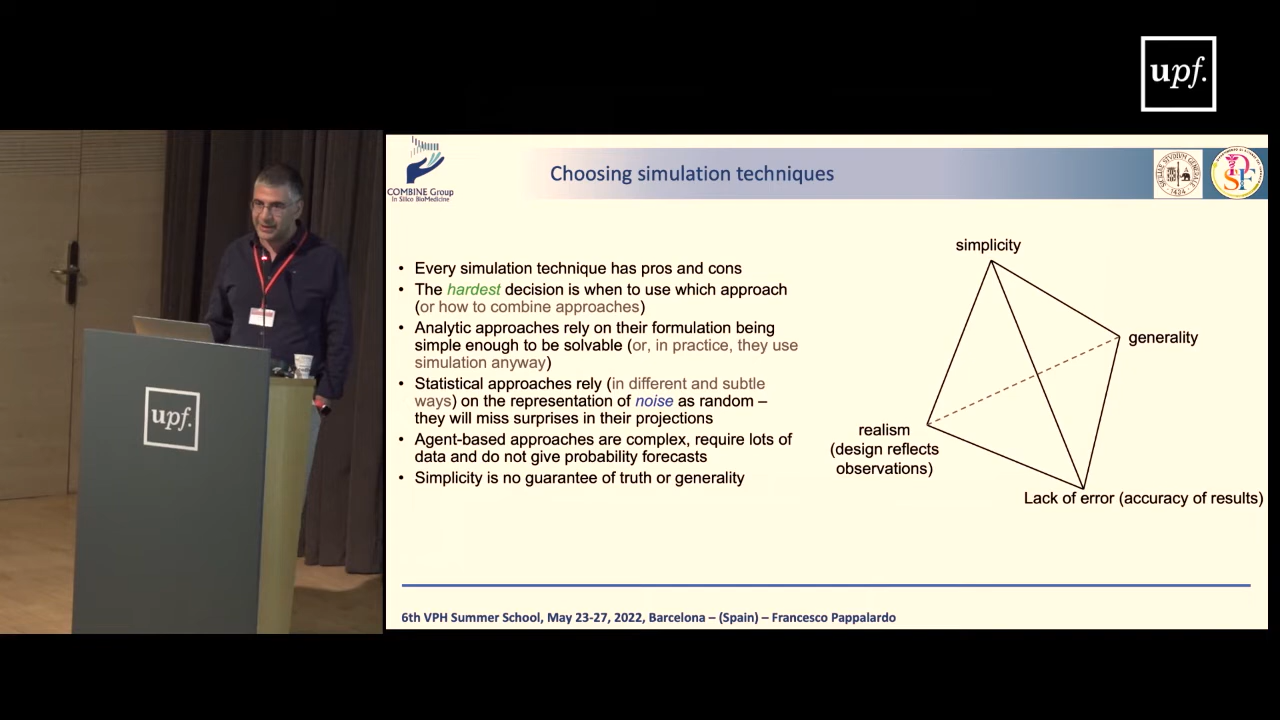 upf.
COMBINE Group
In Silico BioMedicine
Choosing simulation techniques
• Every simulation technique has pros and cons
• The hardest decision is when to use which approach
(or how to combine approaches)
• Analytic approaches rely on their formulation being
simple enough to be solvable (or, in practice, they use
simulation anyway)
• Statistical approaches rely (in different and subtle
ways) on the representation of noise as random –
they will miss surprises in their projections
• Agent-based approaches are complex, require lots of
data and do not give probability forecasts
• Simplicity is no guarantee of truth or generality
simplicity
generality
realism
(design reflects
observations)
Lack of error (accuracy of results)
6th VPH Summer School, May 23-27, 2022, Barcelona – (Spain) – Francesco Pappalardo
upf.